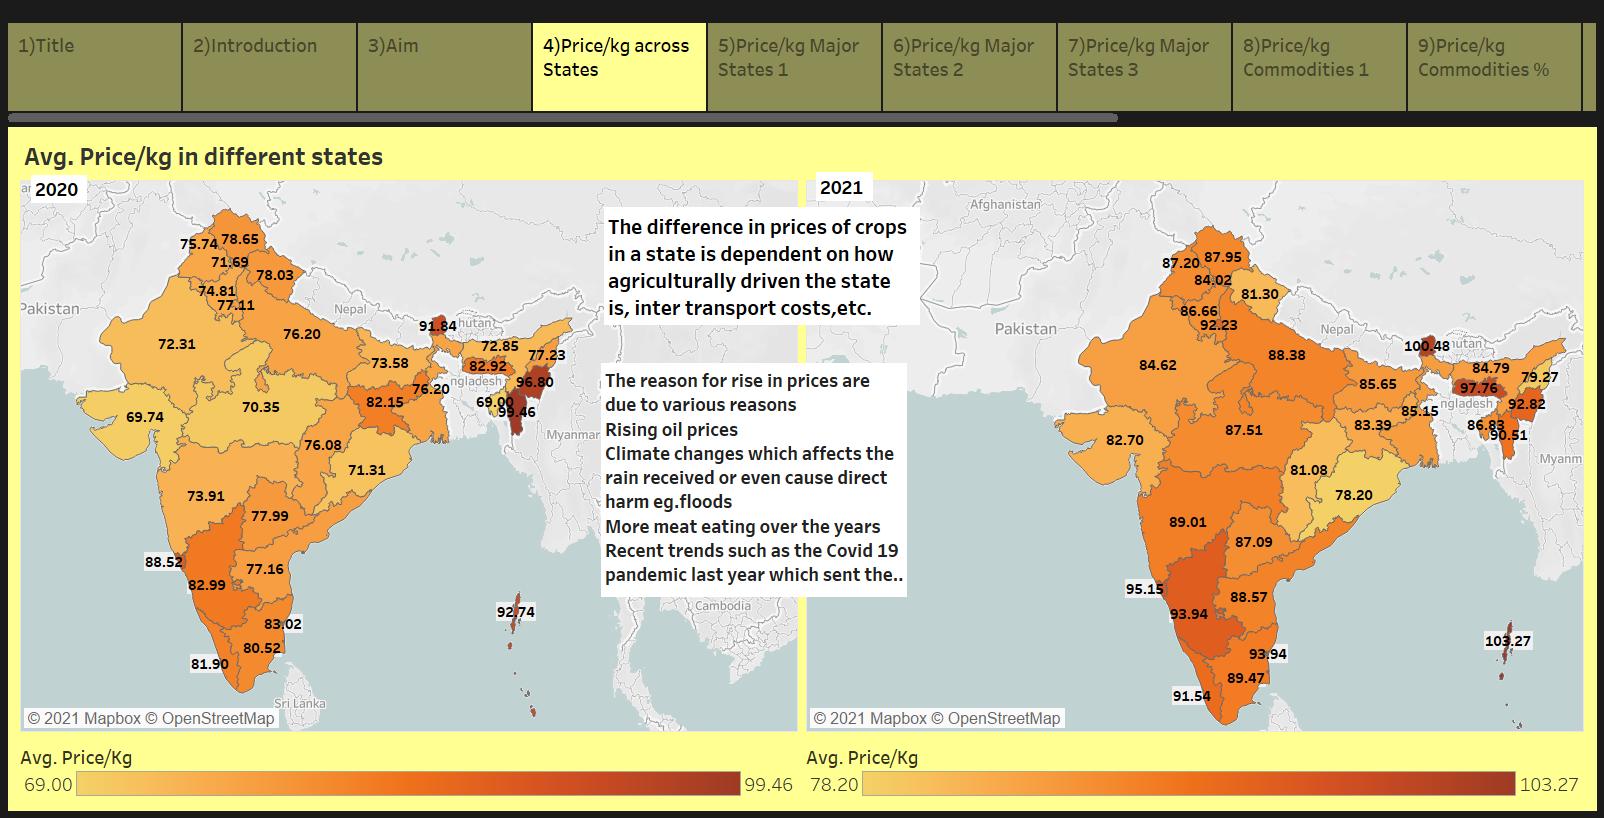 1)Title
2)Introduction
3)Aim
4)Price/kg across
States
5)Price/kg Major
States 1
6)Price/kg Major
States 2
7)Price/kg Major
States 3
8)Price/kg
Commodities 1
9)Price/kg
Commodities %
Avg. Price/kg in different states
2020
75.74
78.65
71.69
78.03
74.81
77.11
Pakistan
Nepal
91.84
hutan
72.31
76.20
72.85
77.23
73.58
82.92
ngladesh
96.80
76.20
69.74
70.35
82.15
69.00
99.46
76.08
Myanmar
71.31
73.91
77.99
88.52
77.16
82.99
92.74
Cambodia
83.02
80.52
81.90
Sri Lanka
© 2021 Mapbox © OpenStreetMap
The difference in prices of crops
in a state is dependent on how
agriculturally driven the state
is, inter transport costs,etc.
The reason for rise in prices are
due to various reasons
Rising oil prices
Climate changes which affects the
rain received or even cause direct
harm eg.floods
More meat eating over the years
Recent trends such as the Covid 19
pandemic last year which sent the..
2021
Afghanistan
87.20
87.95
84.02
81.30
86.66
92.23
Pakistan
Nepal
100.48
hutan
84.62
88.38
84.79
79.27
85.65
97.76
ngladesh
92.82
85.15
82.70
87.51
83.39
86.83
90.51
81.08
Myanm
78.20
89.01
87.09
95.15
88.57
93.94
103.27
93.94
89.47
91.54
© 2021 Mapbox © OpenStreetMap
Avg. Price/Kg
69.00
99.46
Avg. Price/Kg
78.20
103.27